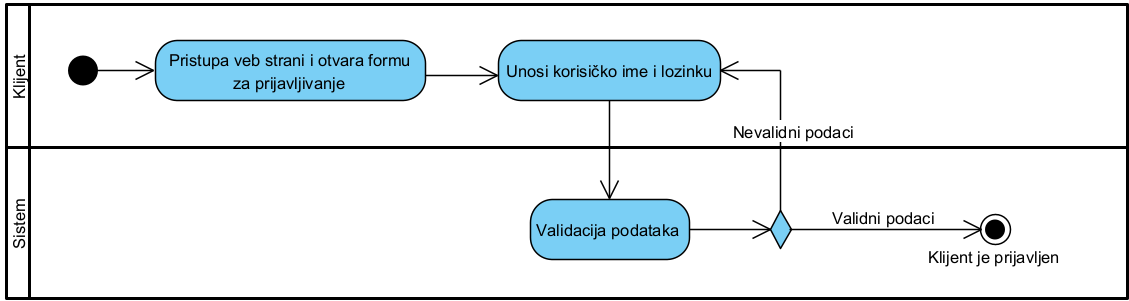 Klijent
Pristupa veb strani i otvara formu
za prijavljivanje
Unosi korisičko ime i lozinku
Nevalidni podaci
Sistem
Validacija podataka
Validni podaci
Klijent je prijavljen